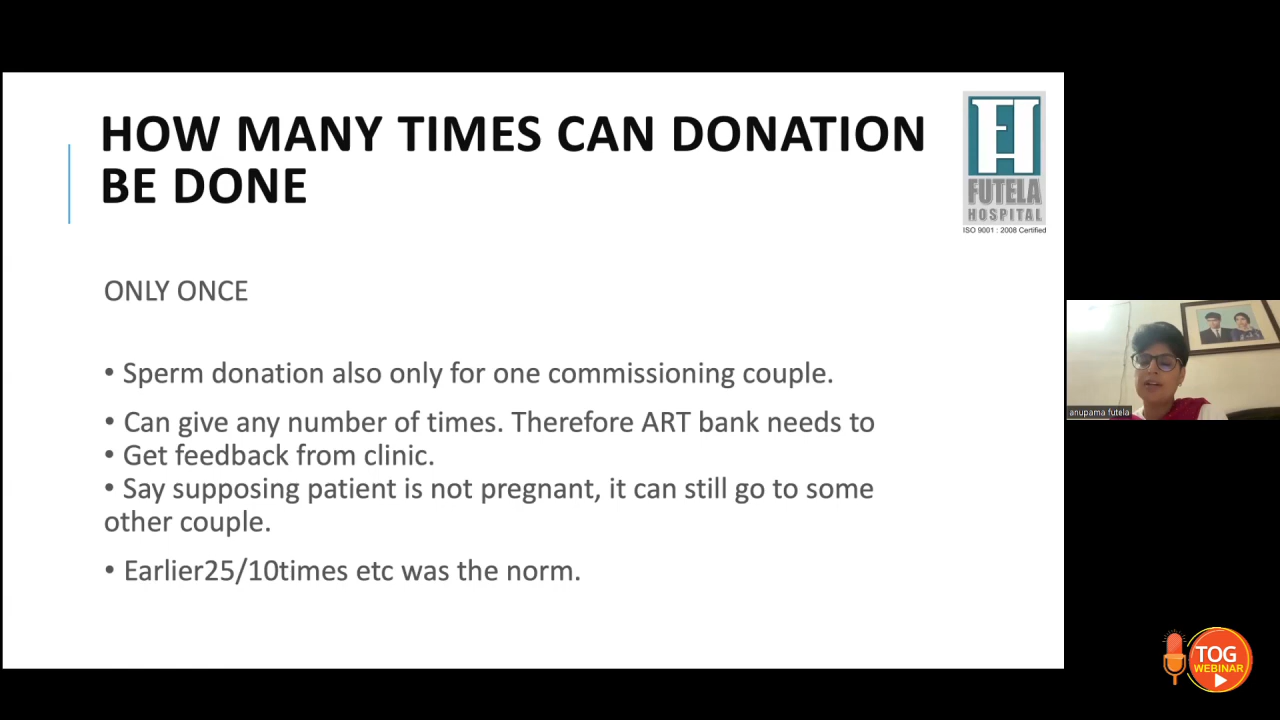 HOW MANY TIMES CAN DONATION
BE DONE
FUTELA
HOSPITAL
ISO 9001 : 2008 Certified
ONLY ONCE
• Sperm donation also only for one commissioning couple.
• Can give any number of times. Therefore ART bank needs to
• Get feedback from clinic.
• Say supposing patient is not pregnant, it can still go to some
other couple.
• Earlier25/10times etc was the norm.
anupama futela
TOG
WEBINAR